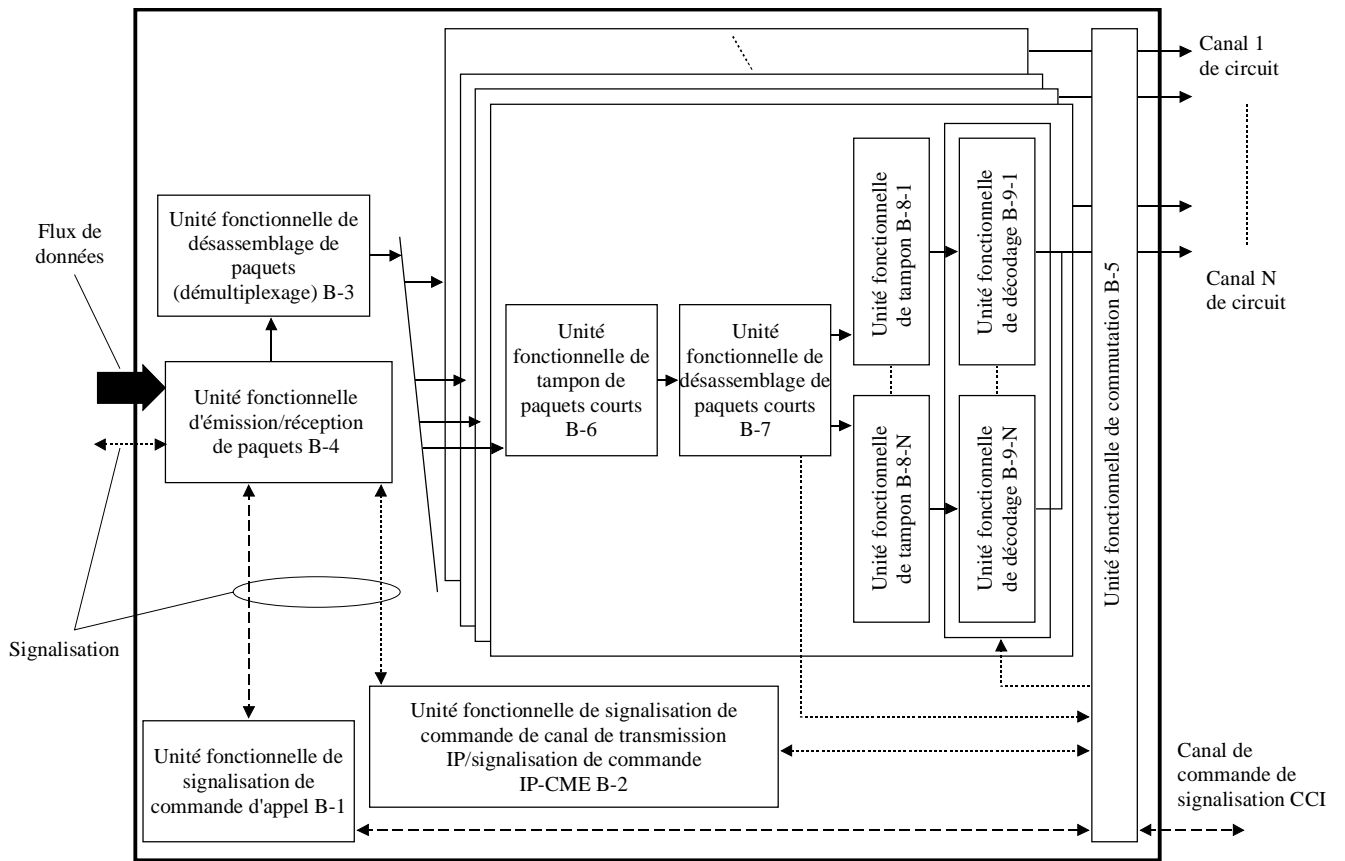 Canal 1
de circuit
Flux de
données
Unité fonctionnelle de
désassemblage de
paquets
(démultiplexage) B-3
Unité fonctionnelle
de tampon B-8-1
Unité fonctionnelle
de décodage B-9-1
Canal N
de circuit
Unité
fonctionnelle de
tampon de
paquets courts
B-6
Unité
fonctionnelle de
désassemblage de
paquets courts
B-7
Unité fonctionnelle
d'émission/réception
de paquets B-4
Unité fonctionnelle
de tampon B-8-N
Unité fonctionnelle
de décodage B-9-N
Unité fonctionnelle de commutation B-5
Signalisation
Unité fonctionnelle de signalisation de
commande de canal de transmission
IP/signalisation de commande
IP-CME B-2
Unité fonctionnelle de
signalisation de
commande d'appel B-1
Canal de
commande de
signalisation CCI